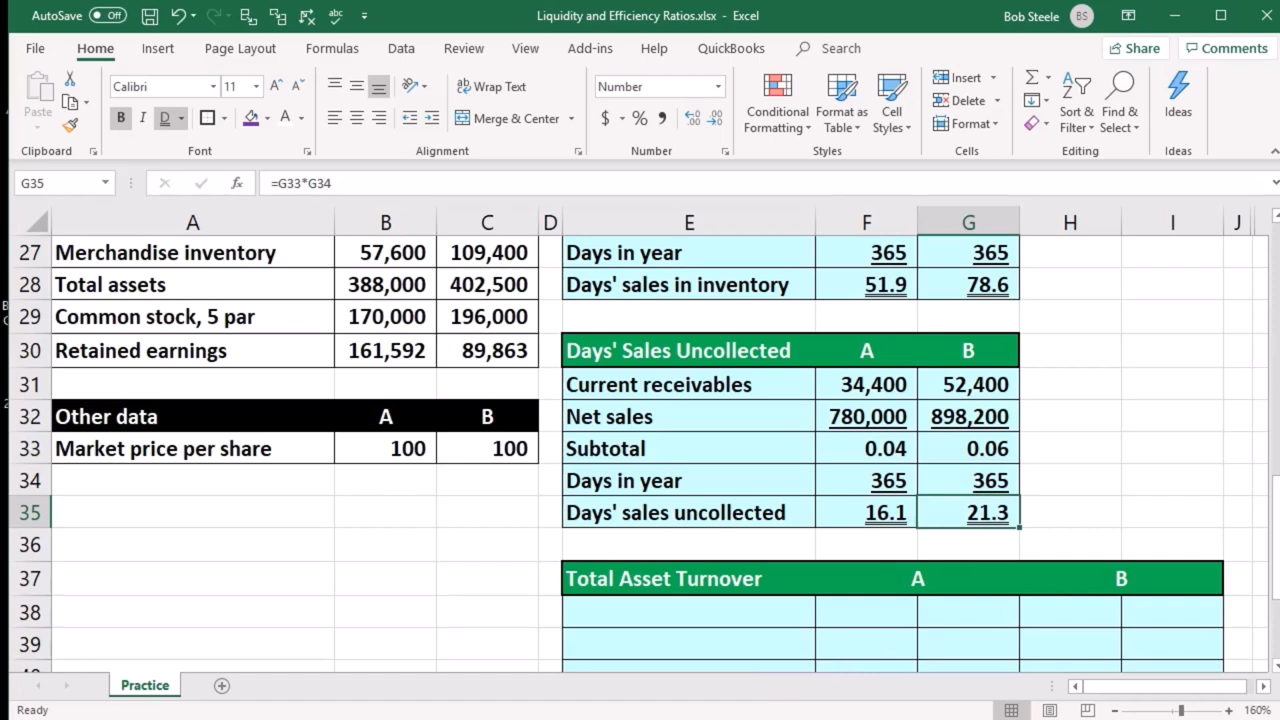 AutoSave Off Liquidity and Efficiency Ratios.xlsx - Excel Bob Steele BS
File Home Insert Page Layout Formulas Data Review View Add-ins Help QuickBooks Search Share Comments
Paste Calibri 11 A A Wrap Text Number Conditional Formatting Format as Table Cell Styles Insert Sort & Filter Find & Select Ideas
B I D A Merge & Center $ % Delete
Format
Clipboard Font Alignment Number Styles Cells Editing Ideas
G35 fx =G33*G34
A B C D E F G H I J
27 Merchandise inventory 57,600 109,400 Days in year 365 365
28 Total assets 388,000 402,500 Days' sales in inventory 51.9 78.6
29 Common stock, 5 par 170,000 196,000
30 Retained earnings 161,592 89,863 Days' Sales Uncollected A B
31 Current receivables 34,400 52,400
32 Other data A B Net sales 780,000 898,200
33 Market price per share 100 100 Subtotal 0.04 0.06
34 Days in year 365 365
35 Days' sales uncollected 16.1 21.3
36
37 Total Asset Turnover A B
38
39
Practice
Ready 160%